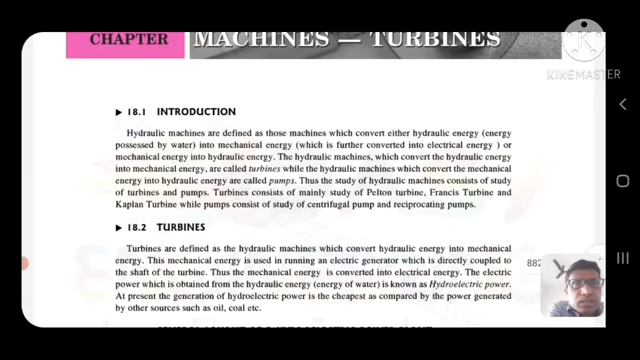 CHAPTER
MACHINES — TURBINES
KINEMASTER
▶ 18.1 INTRODUCTION
Hydraulic machines are defined as those machines which convert either hydraulic energy (energy
possessed by water) into mechanical energy (which is further converted into electrical energy ) or
mechanical energy into hydraulic energy. The hydraulic machines, which convert the hydraulic energy
into mechanical energy, are called turbines while the hydraulic machines which convert the mechanical
energy into hydraulic energy are called pumps. Thus the study of hydraulic machines consists of study
of turbines and pumps. Turbines consists of mainly study of Pelton turbine, Francis Turbine and
Kaplan Turbine while pumps consist of study of centrifugal pump and reciprocating pumps.
▶ 18.2 TURBINES
Turbines are defined as the hydraulic machines which convert hydraulic energy into mechanical
energy. This mechanical energy is used in running an electric generator which is directly coupled to
the shaft of the turbine. Thus the mechanical energy is converted into electrical energy. The electric
power which is obtained from the hydraulic energy (energy of water) is known as Hydroelectric power.
At present the generation of hydroelectric power is the cheapest as compared by the power generated
by other sources such as oil, coal etc.
882